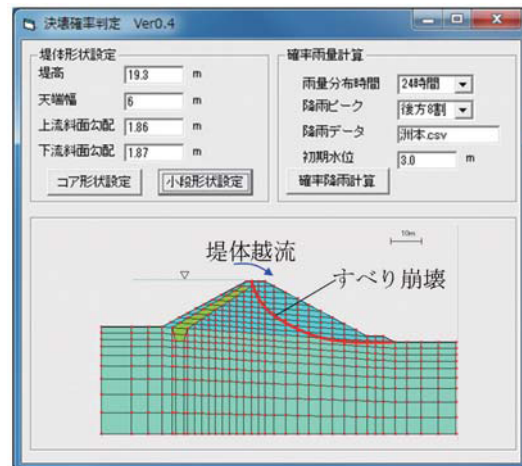 決壊確率判定 Ver0.4
堤体形状設定
堤高 19.3 m
天端幅 6 m
上流斜面勾配 1.86 m
下流斜面勾配 1.87 m
コア形状設定 小段形状設定
確率雨量計算
雨量分布時間 24時間
降雨ピーク 後方8割
降雨データ 洲本.csv
初期水位 3.0 m
確率降雨計算
10m
堤体越流
すべり崩壊